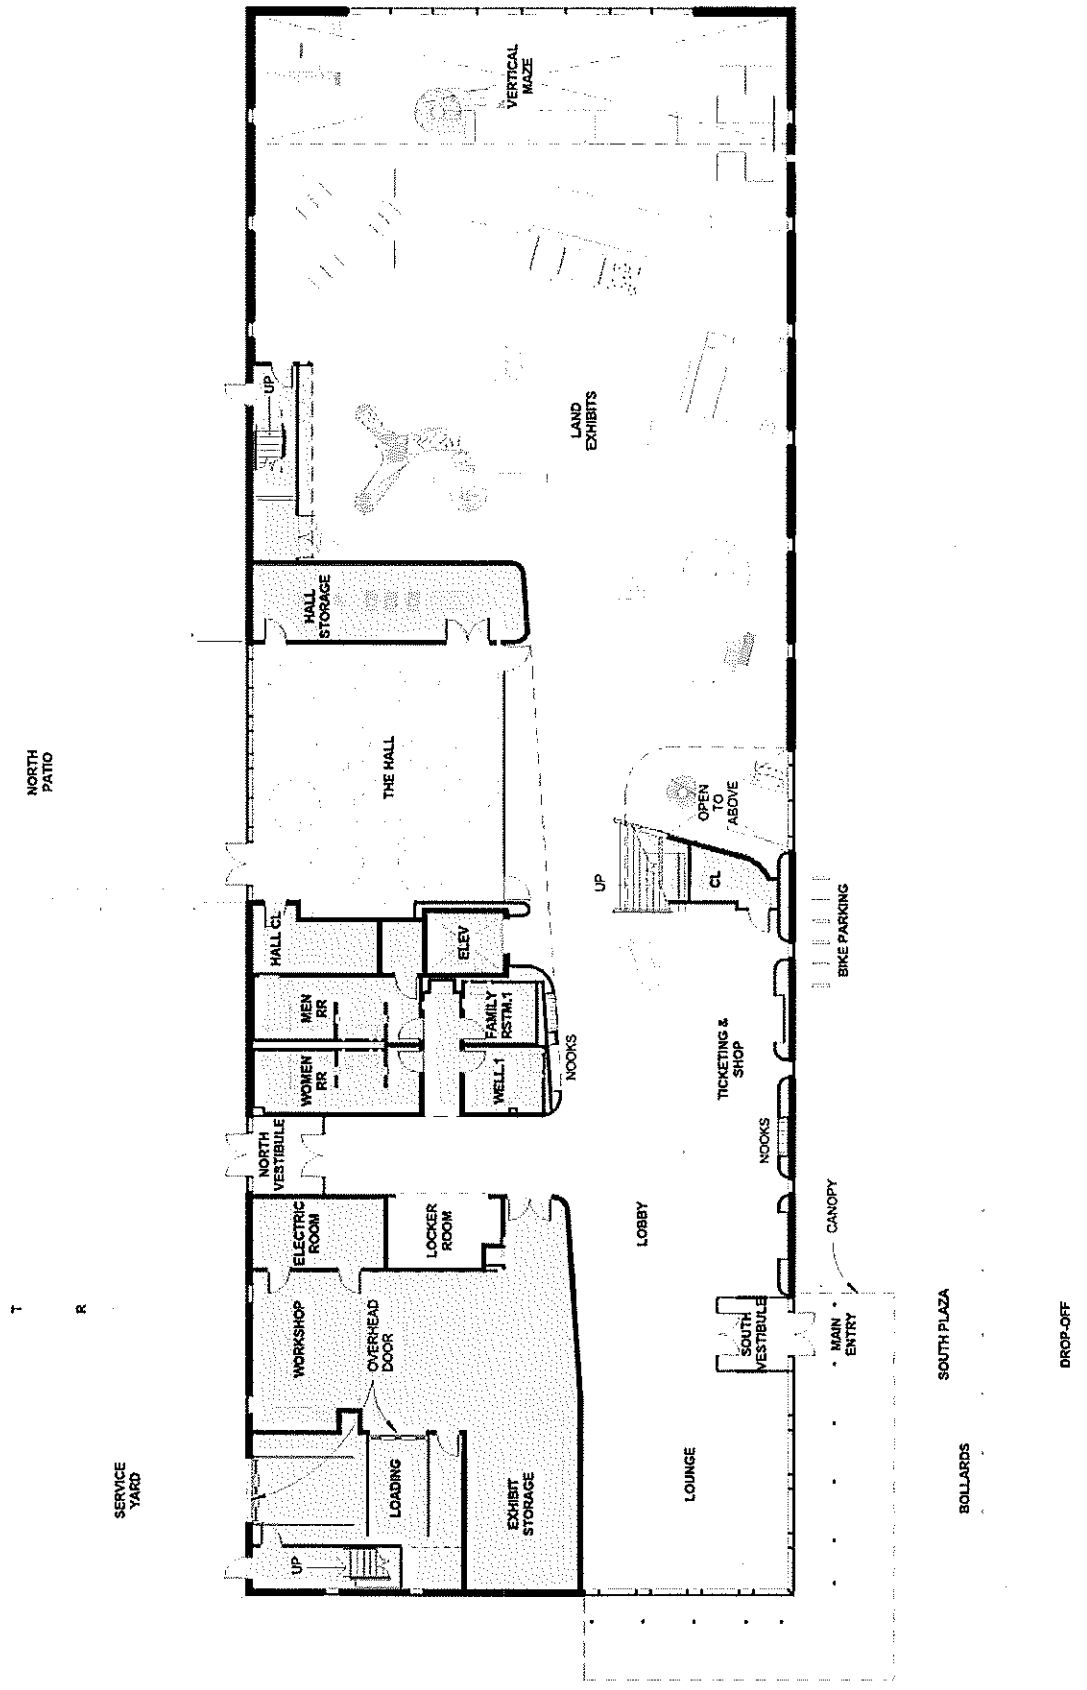 VERTICAL
MAZE
UP
LAND
EXHIBITS
HALL
STORAGE
NORTH
PATIO
THE HALL
OPEN
TO
ABOVE
UP
CL
BIKE PARKING
HALL CL
ELEV
MEN
RR
FAMILY
RSTM.1
WOMEN
RR
WELL.1
NOOKS
TICKETING &
SHOP
NORTH
VESTIBULE
NOOKS
ELECTRIC
ROOM
LOCKER
ROOM
LOBBY
CANOPY
T
R
WORKSHOP
OVERHEAD
DOOR
SOUTH
VESTIBULE
MAIN
ENTRY
SOUTH PLAZA
DROP-OFF
SERVICE
YARD
LOADING
EXHIBIT
STORAGE
LOUNGE
BOLLARDS
UP